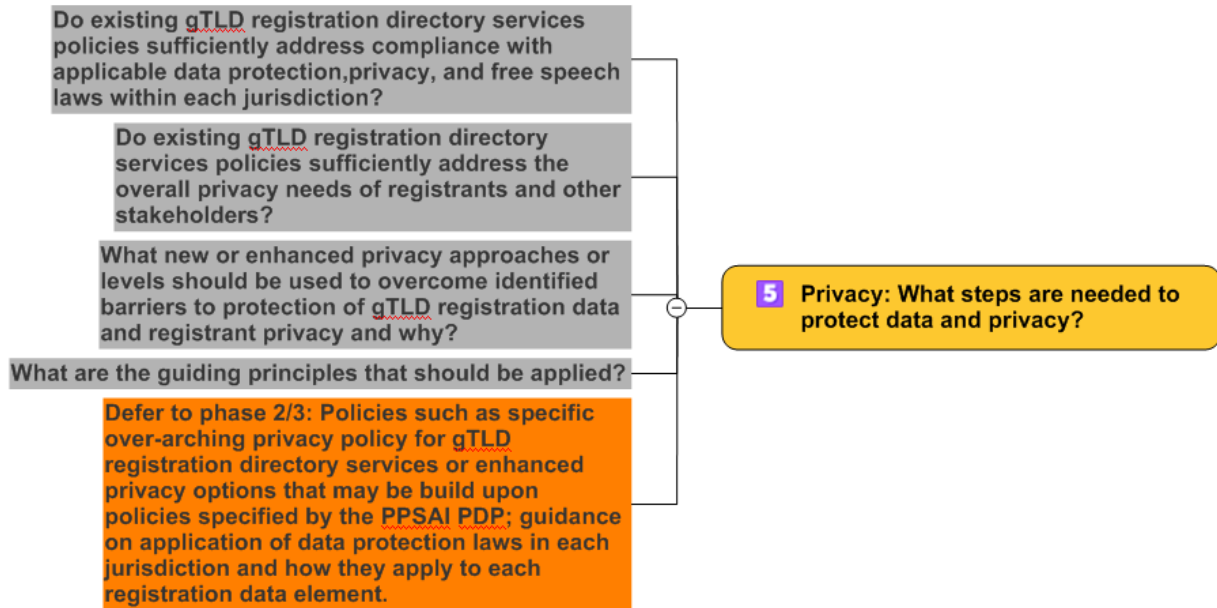 Do existing gTLD registration directory services
policies sufficiently address compliance with
applicable data protection,privacy, and free speech
laws within each jurisdiction?
Do existing gTLD registration directory
services policies sufficiently address the
overall privacy needs of registrants and other
stakeholders?
What new or enhanced privacy approaches or
levels should be used to overcome identified
barriers to protection of gTLD registration data
and registrant privacy and why?
What are the guiding principles that should be applied?
Defer to phase 2/3: Policies such as specific
over-arching privacy policy for gTLD
registration directory services or enhanced
privacy options that may be build upon
policies specified by the PPSAI PDP; guidance
on application of data protection laws in each
jurisdiction and how they apply to each
registration data element.
5 Privacy: What steps are needed to
protect data and privacy?